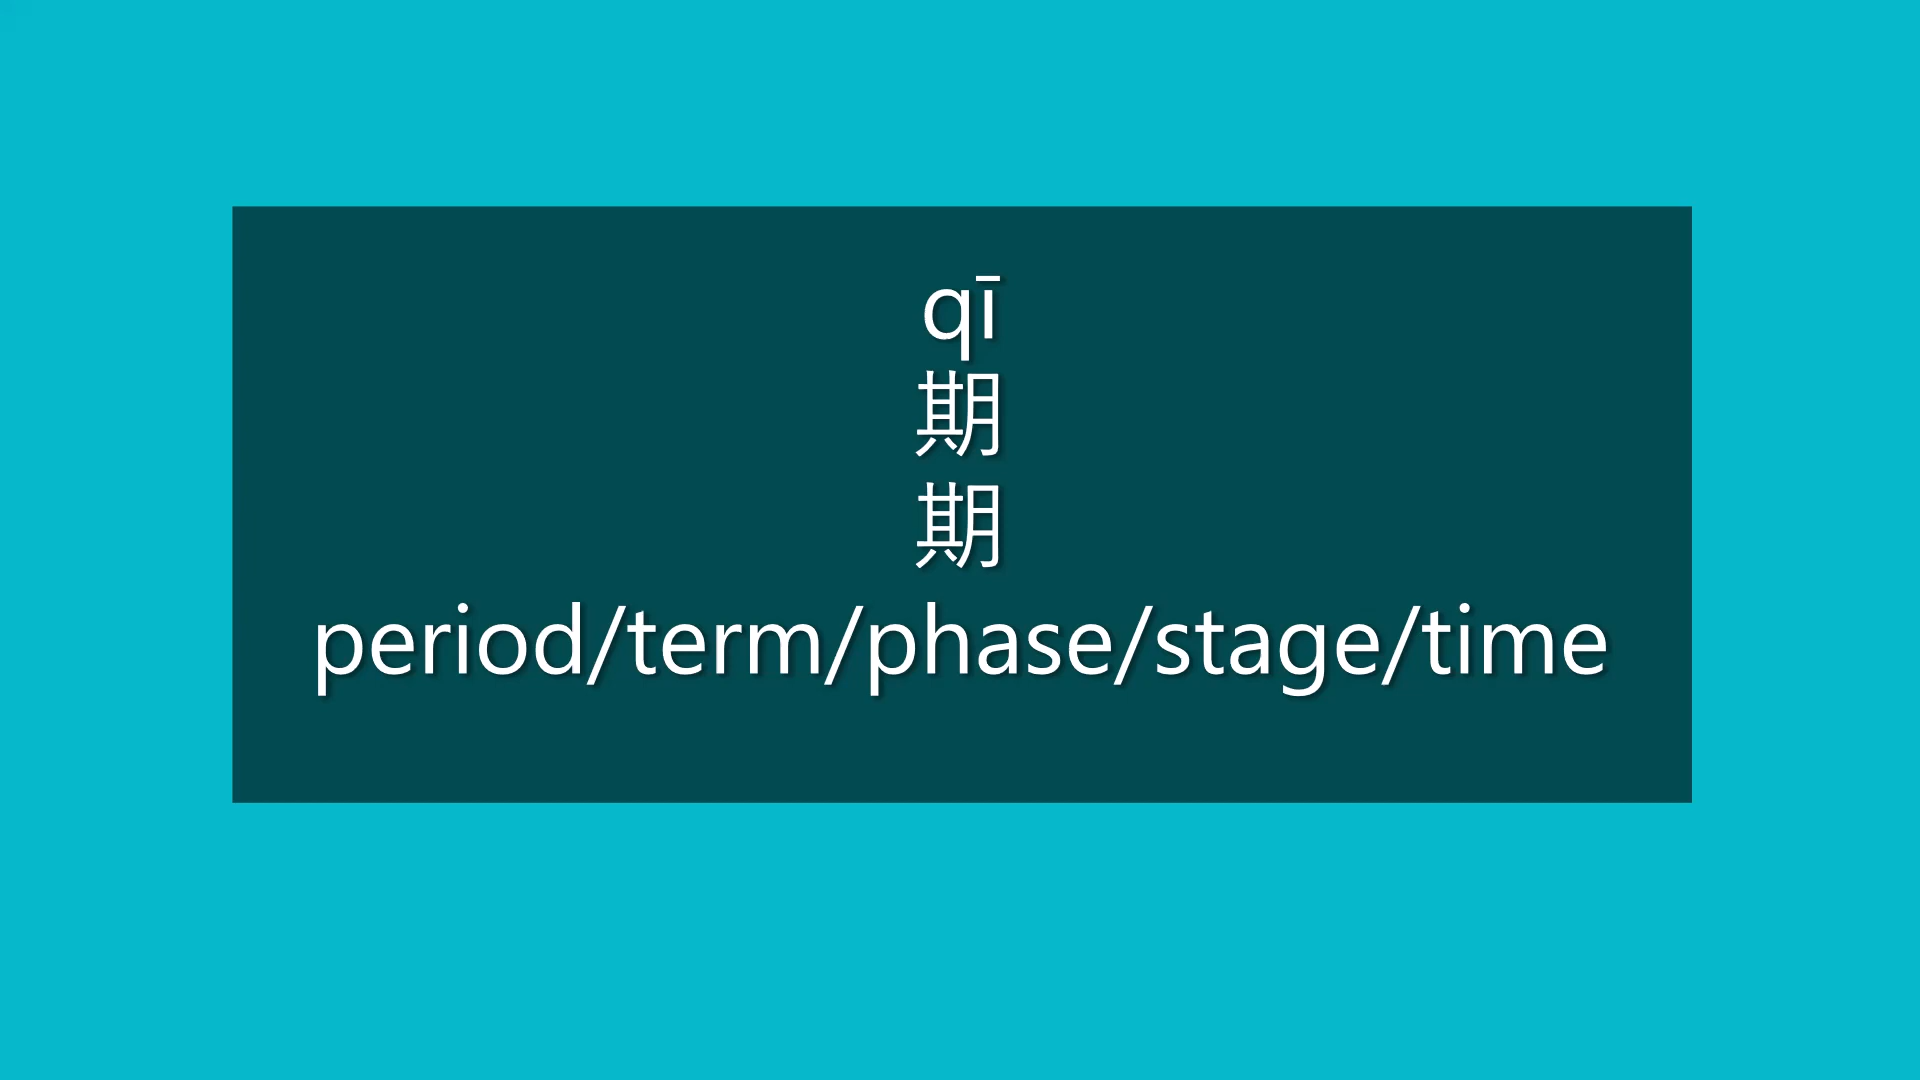 qī
期
期
period/term/phase/stage/time